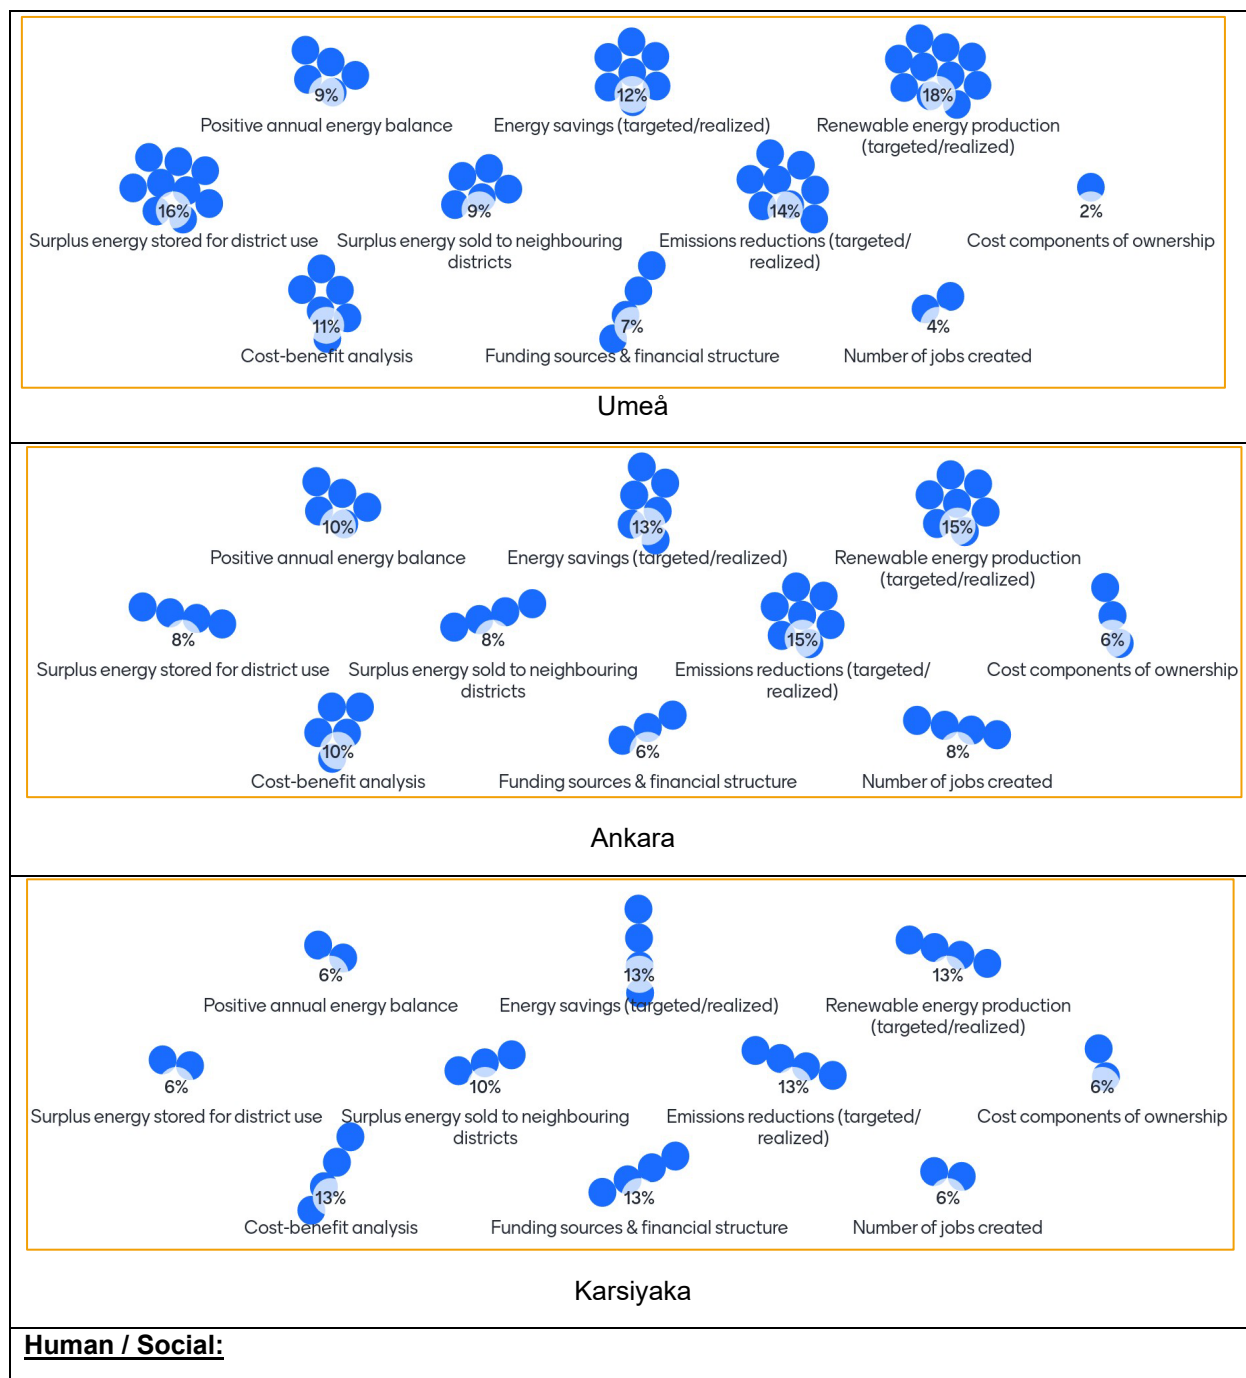 9%
12%
18%
Positive annual energy balance
Energy savings (targeted/realized)
Renewable energy production
(targeted/realized)
16%
9%
14%
2%
Surplus energy stored for district use
Surplus energy sold to neighbouring
districts
Emissions reductions (targeted/
realized)
Cost components of ownership
11%
7%
4%
Cost-benefit analysis
Funding sources & financial structure
Number of jobs created
Umeå
10%
13%
15%
Positive annual energy balance
Energy savings (targeted/realized)
Renewable energy production
(targeted/realized)
8%
8%
15%
6%
Surplus energy stored for district use
Surplus energy sold to neighbouring
districts
Emissions reductions (targeted/
realized)
Cost components of ownership
10%
6%
8%
Cost-benefit analysis
Funding sources & financial structure
Number of jobs created
Ankara
6%
13%
13%
Positive annual energy balance
Energy savings (targeted/realized)
Renewable energy production
(targeted/realized)
6%
10%
13%
6%
Surplus energy stored for district use
Surplus energy sold to neighbouring
districts
Emissions reductions (targeted/
realized)
Cost components of ownership
13%
13%
6%
Cost-benefit analysis
Funding sources & financial structure
Number of jobs created
Karsiyaka
Human / Social: